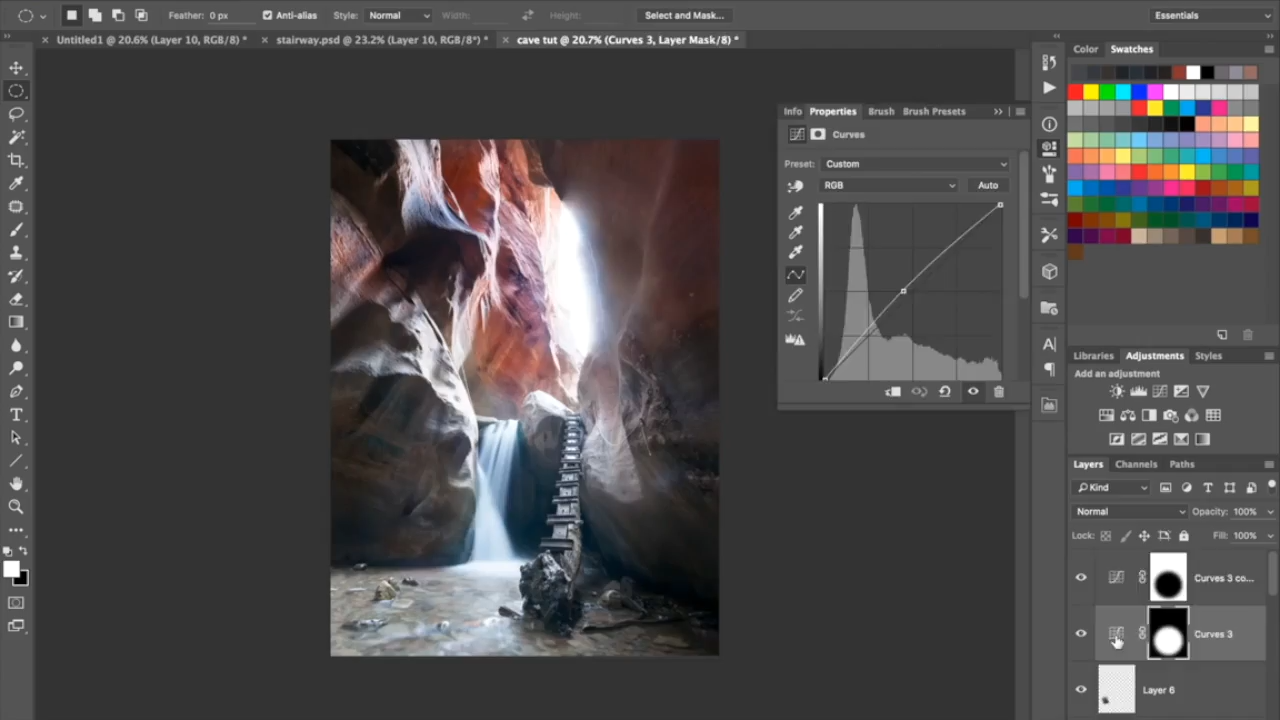 Feather: 0 px Anti-alias Style: Normal Width: Height: Select and Mask... Essentials
Untitled1 @ 20.6% (Layer 10, RGB/8) * stairway.psd @ 23.2% (Layer 10, RGB/8*) * cave tut @ 20.7% (Curves 3, Layer Mask/8) *
Color Swatches
Info Properties Brush Brush Presets
Curves
Preset: Custom
RGB Auto
Libraries Adjustments Styles
Add an adjustment
Layers Channels Paths
Kind
Normal Opacity: 100%
Lock: Fill: 100%
Curves 3 co...
Curves 3
Layer 6